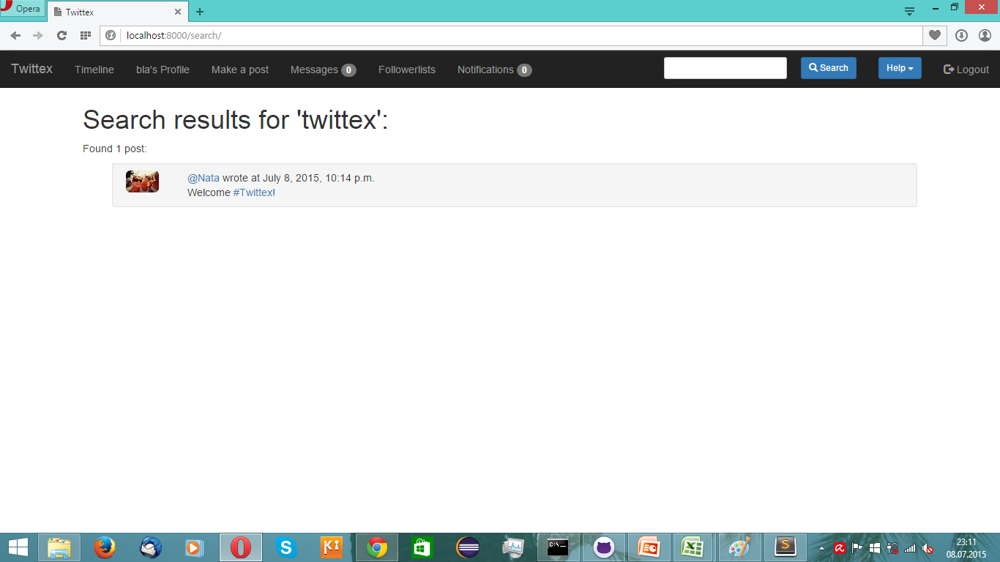 Opera
Twittex
localhost:8000/search/
Twittex Timeline bla's Profile Make a post Messages 0 Followerlists Notifications 0 Search Help Logout
Search results for 'twittex':
Found 1 post:
@Nata wrote at July 8, 2015, 10:14 p.m.
Welcome #Twittex!
23:11
08.07.2015